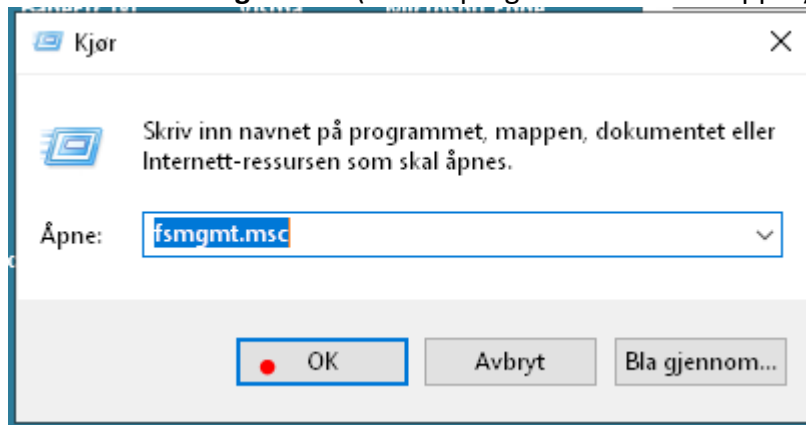 Kjør
Skriv inn navnet på programmet, mappen, dokumentet eller
Internett-ressursen som skal åpnes.
Åpne: fsmgmt.msc
OK Avbryt Bla gjennom...